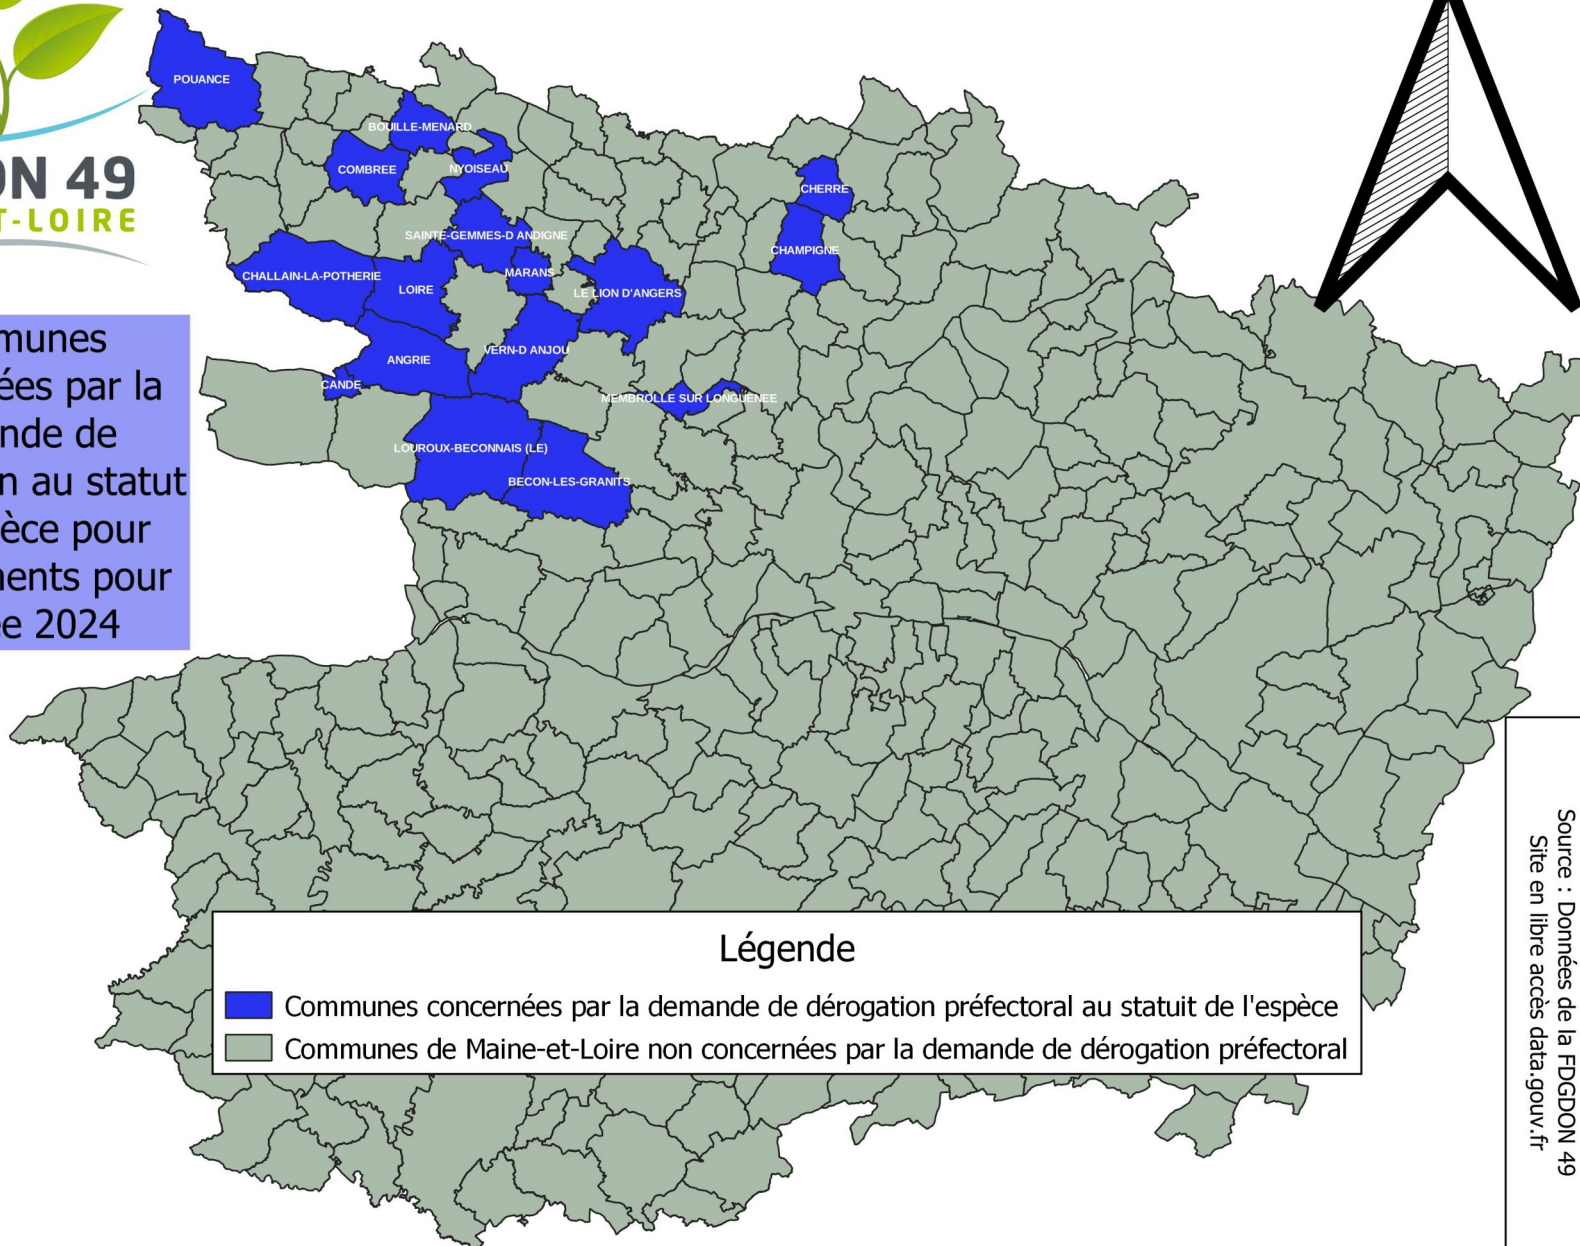 ON 49
T-LOIRE
munes
ées par la
nde de
n au statut
èce pour
ments pour
e 2024
POUANCE
BOUILLE-MENARD
COMBREE
NYOISEAU
CHERRE
SAINTE-GEMMES-D ANDIGNE
CHAMPIGNE
CHALLAIN-LA-POTHERIE
MARANS
LOIRE
LE LION D'ANGERS
ANGRIE
VERN-D ANJOU
CANDE
MEMBROLLE SUR LONGUENEE
LOUROUX-BECONNAIS (LE)
BECON-LES-GRANITS
Légende
Communes concernées par la demande de dérogation préfectoral au statuit de l'espèce
Communes de Maine-et-Loire non concernées par la demande de dérogation préfectoral
Source : Données de la FDGDON 49
Site en libre accès data.gouv.fr